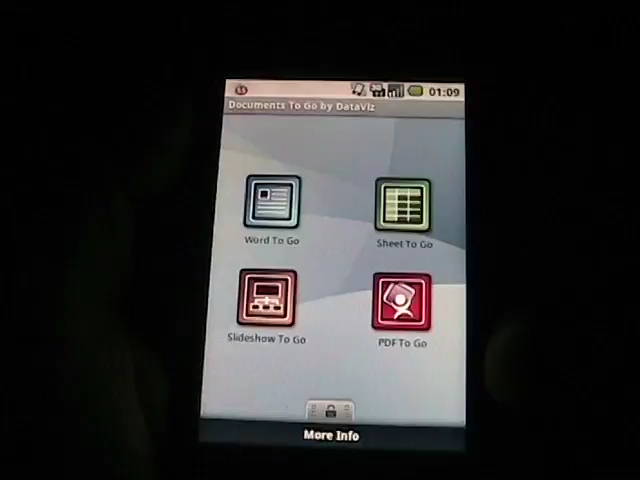 01:09
Documents To Go by DataViz
Word To Go
Sheet To Go
Slideshow To Go
PDF To Go
More Info